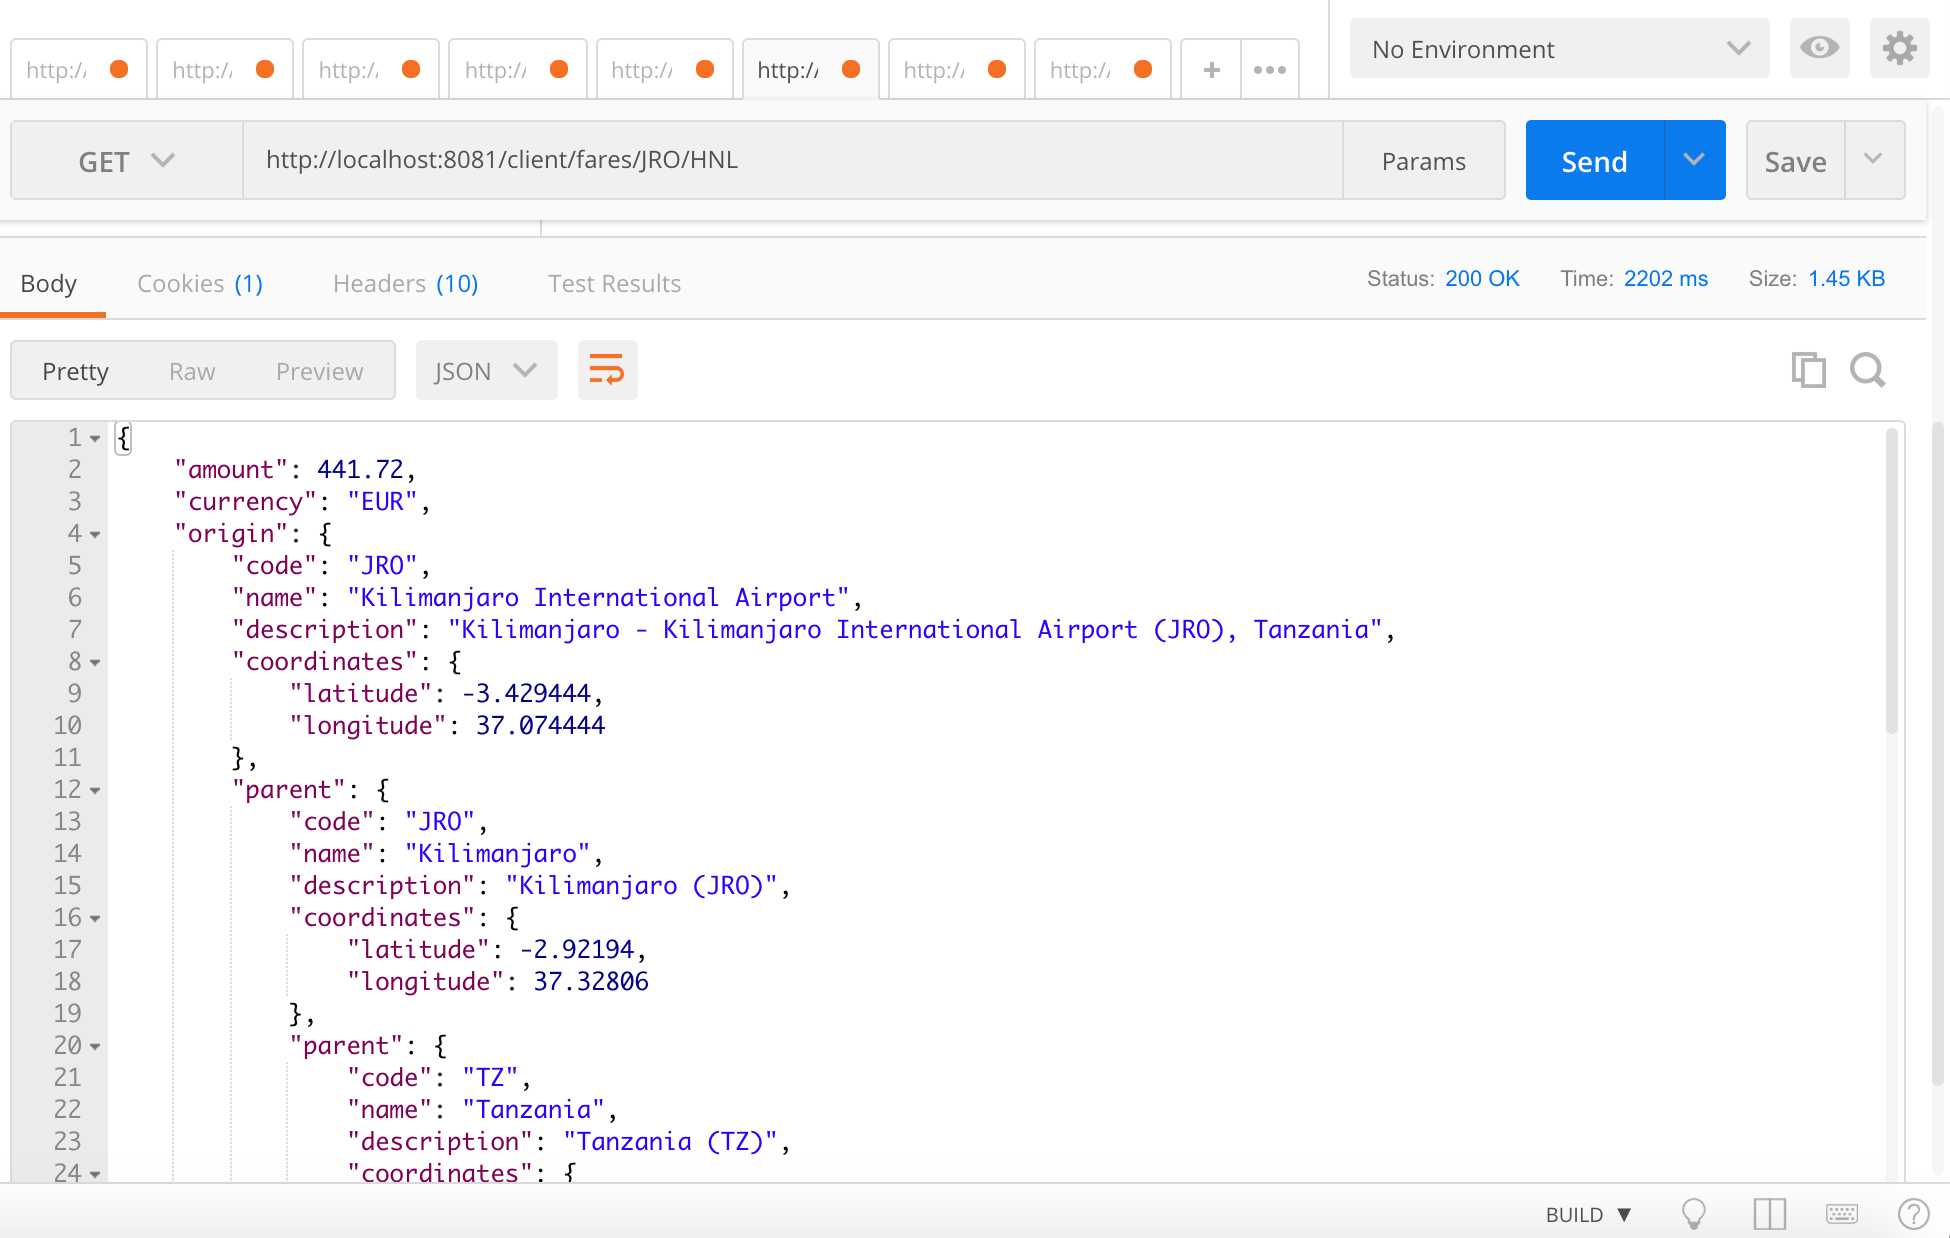 http:// http:// http:// http:// http:// http:// http:// http:// + ••• No Environment
GET http://localhost:8081/client/fares/JRO/HNL Params Send Save
Body Cookies (1) Headers (10) Test Results Status: 200 OK Time: 2202 ms Size: 1.45 KB
Pretty Raw Preview JSON
1 {
2 "amount": 441.72,
3 "currency": "EUR",
4 "origin": {
5 "code": "JRO",
6 "name": "Kilimanjaro International Airport",
7 "description": "Kilimanjaro - Kilimanjaro International Airport (JRO), Tanzania",
8 "coordinates": {
9 "latitude": -3.429444,
10 "longitude": 37.074444
11 },
12 "parent": {
13 "code": "JRO",
14 "name": "Kilimanjaro",
15 "description": "Kilimanjaro (JRO)",
16 "coordinates": {
17 "latitude": -2.92194,
18 "longitude": 37.32806
19 },
20 "parent": {
21 "code": "TZ",
22 "name": "Tanzania",
23 "description": "Tanzania (TZ)",
24 "coordinates": {
BUILD ▼ ?